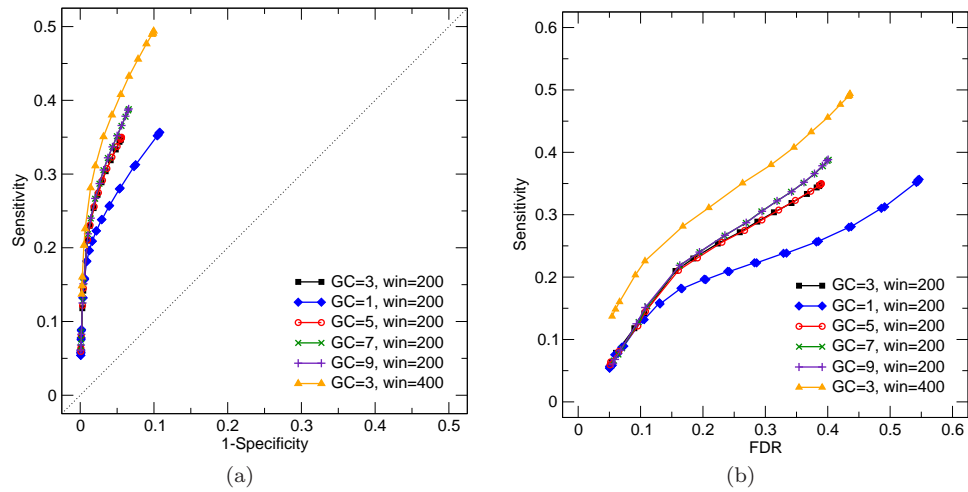 0.5
0.4
0.3
0.2
0.1
0
Sensitivity
GC=3, win=200
GC=1, win=200
GC=5, win=200
GC=7, win=200
GC=9, win=200
GC=3, win=400
0 0.1 0.2 0.3 0.4 0.5
1-Specificity
(a)
0.6
0.5
0.4
0.3
0.2
0.1
0
Sensitivity
GC=3, win=200
GC=1, win=200
GC=5, win=200
GC=7, win=200
GC=9, win=200
GC=3, win=400
0 0.1 0.2 0.3 0.4 0.5 0.6
FDR
(b)